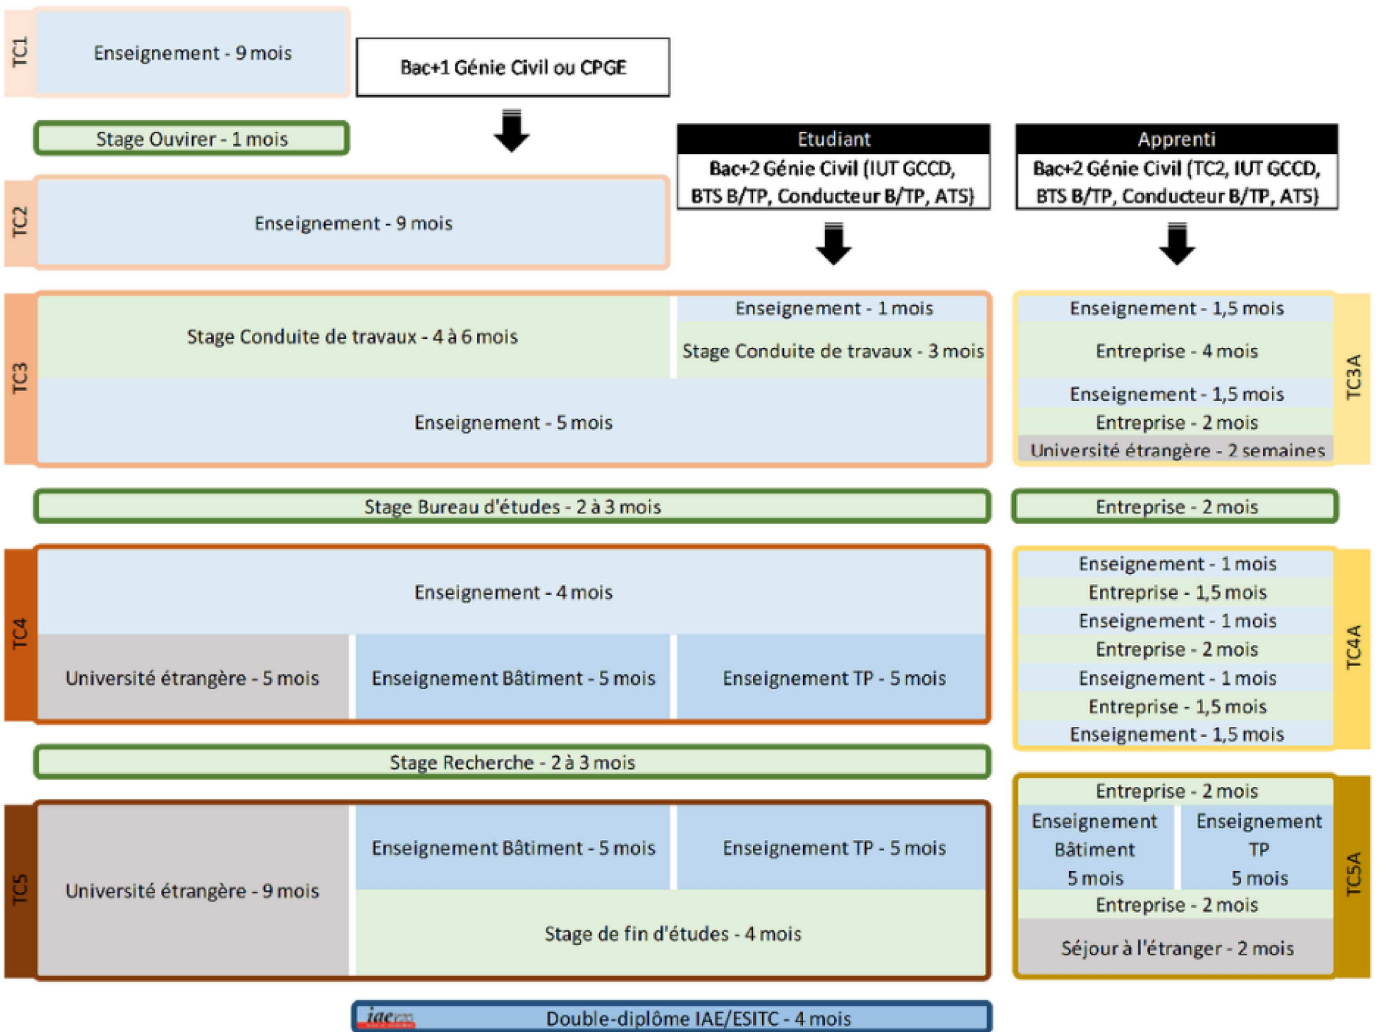 TC1
Enseignement - 9 mois
Bac+1 Génie Civil ou CPGE
Stage Ouvirer - 1 mois
Etudiant
Bac+2 Génie Civil (IUT GCCD,
BTS B/TP, Conducteur B/TP, ATS)
Apprenti
Bac+2 Génie Civil (TC2, IUT GCCD,
BTS B/TP, Conducteur B/TP, ATS)
TC2
Enseignement - 9 mois
TC3
Stage Conduite de travaux - 4 à 6 mois
Enseignement - 1 mois
Stage Conduite de travaux - 3 mois
Enseignement - 5 mois
Enseignement - 1,5 mois
Entreprise - 4 mois
Enseignement - 1,5 mois
Entreprise - 2 mois
Université étrangère - 2 semaines
TC3A
Stage Bureau d'études - 2 à 3 mois
Entreprise - 2 mois
TC4
Enseignement - 4 mois
Université étrangère - 5 mois
Enseignement Bâtiment - 5 mois
Enseignement TP - 5 mois
Enseignement - 1 mois
Entreprise - 1,5 mois
Enseignement - 1 mois
Entreprise - 2 mois
Enseignement - 1 mois
Entreprise - 1,5 mois
Enseignement - 1,5 mois
TC4A
Stage Recherche - 2 à 3 mois
TC5
Université étrangère - 9 mois
Enseignement Bâtiment - 5 mois
Enseignement TP - 5 mois
Stage de fin d'études - 4 mois
Entreprise - 2 mois
Enseignement
Bâtiment
5 mois
Enseignement
TP
5 mois
Entreprise - 2 mois
Séjour à l'étranger - 2 mois
TC5A
iae
Double-diplôme IAE/ESITC - 4 mois